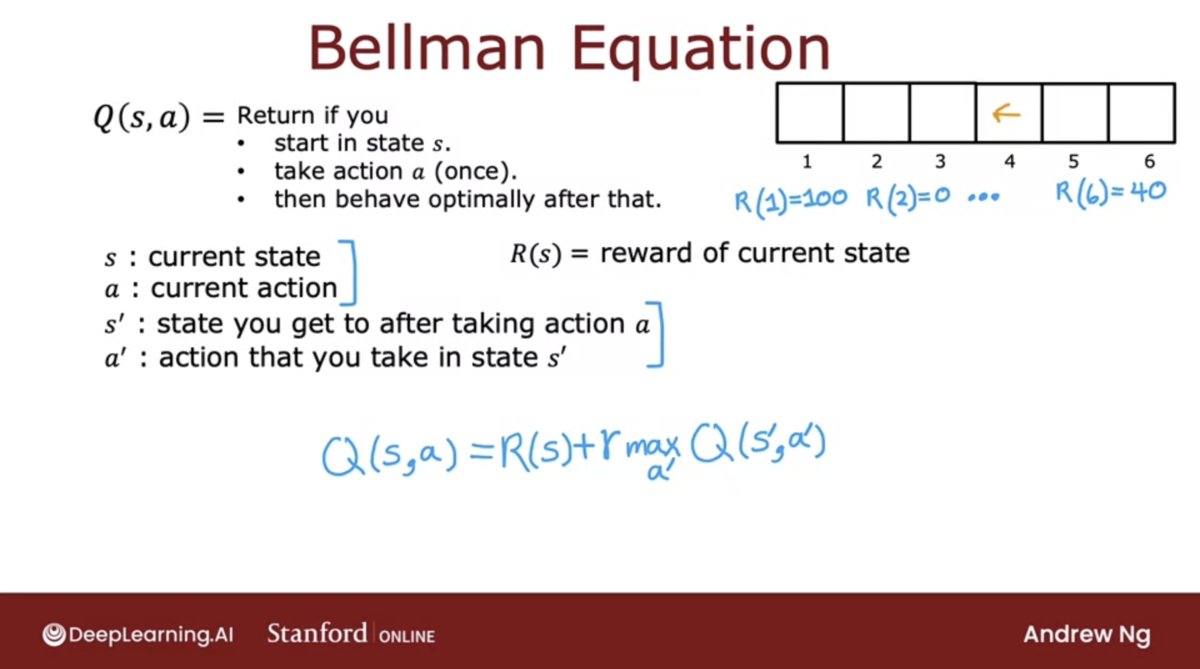 Bellman Equation
Q(s, a) = Return if you
• start in state s.
• take action a (once).
• then behave optimally after that.
←
1 2 3 4 5 6
R(1)=100 R(2)=0 ... R(6)=40
s : current state
a : current action
R(s) = reward of current state
s′ : state you get to after taking action a
a′ : action that you take in state s′
Q(s,a) = R(s)+γ max Q(s′,a′)
a′
DeepLearning.AI Stanford ONLINE Andrew Ng